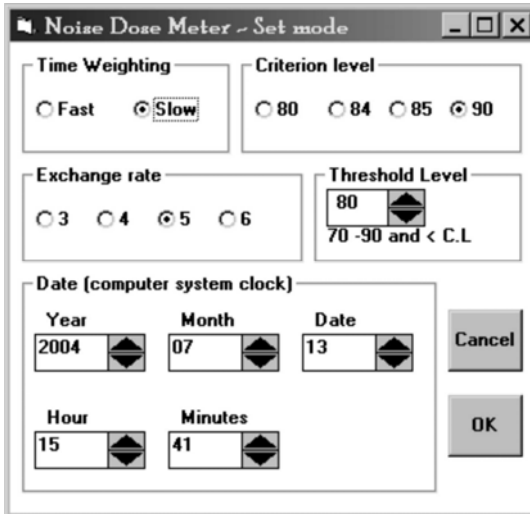 Noise Dose Meter - Set mode
Time Weighting
Fast Slow
Criterion level
80 84 85 90
Exchange rate
3 4 5 6
Threshold Level
80
70 -90 and < C.L
Date (computer system clock)
Year Month Date
2004 07 13
Hour Minutes
15 41
Cancel
OK